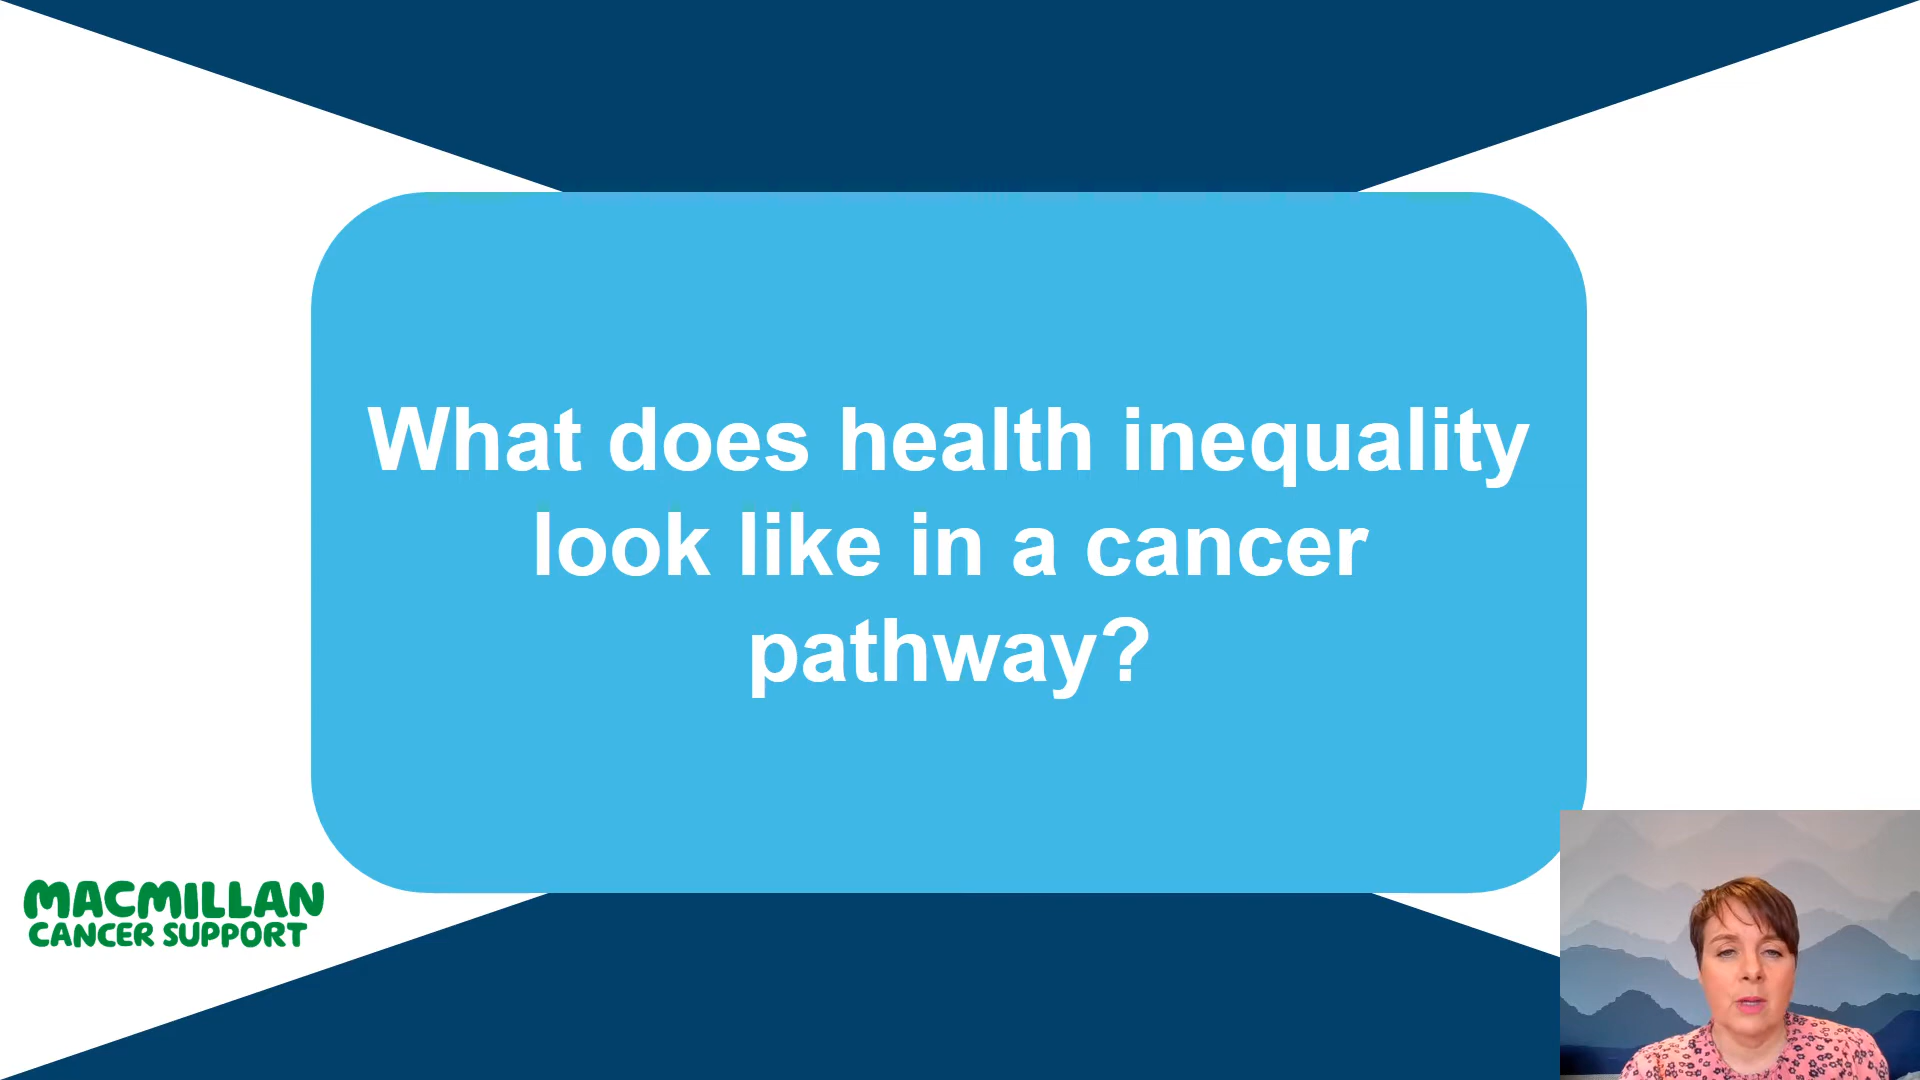 What does health inequality
look like in a cancer
pathway?
MACMILLAN
CANCER SUPPORT